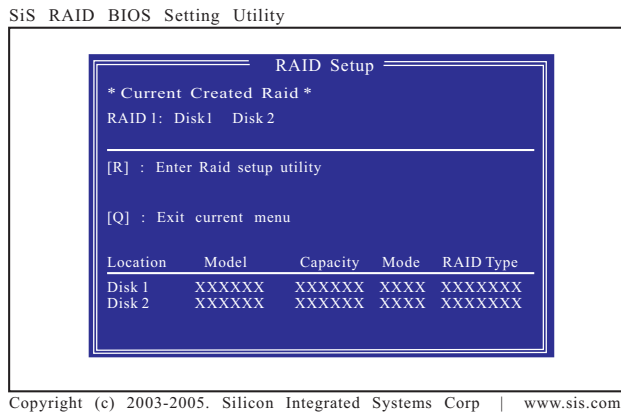 SiS RAID BIOS Setting Utility
RAID Setup
* Current Created Raid *
RAID 1: Disk1 Disk 2
[R] : Enter Raid setup utility
[Q] : Exit current menu
Location Model Capacity Mode RAID Type
Disk 1 XXXXXX XXXXXX XXXX XXXXXXX
Disk 2 XXXXXX XXXXXX XXXX XXXXXXX
Copyright (c) 2003-2005. Silicon Integrated Systems Corp | www.sis.com